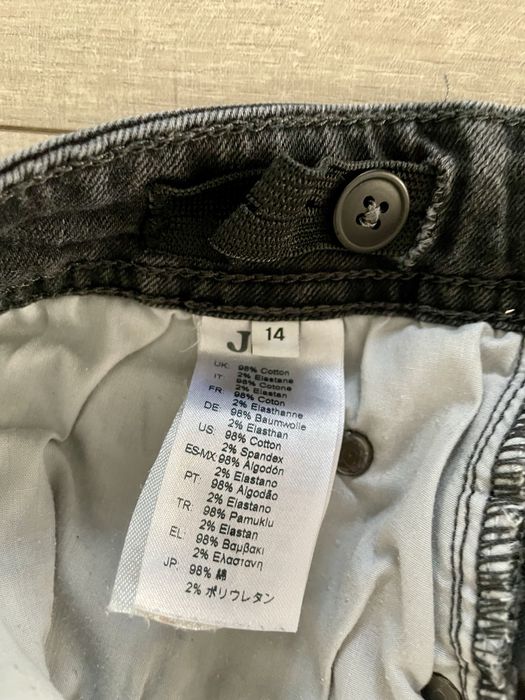 J 14
UK: 98% Cotton
2% Elastane
IT: 98% Cotone
2% Elastan
FR: 98% Coton
2% Elasthanne
DE: 98% Baumwolle
2% Elasthan
US: 98% Cotton
2% Spandex
ES-MX: 98% Algodón
2% Elastano
PT: 98% Algodão
2% Elastano
TR: 98% Pamuklu
2% Elastan
EL: 98% Βαμβακι
2% Ελαστανη
JP: 98% 綿
2% ポリウレタン